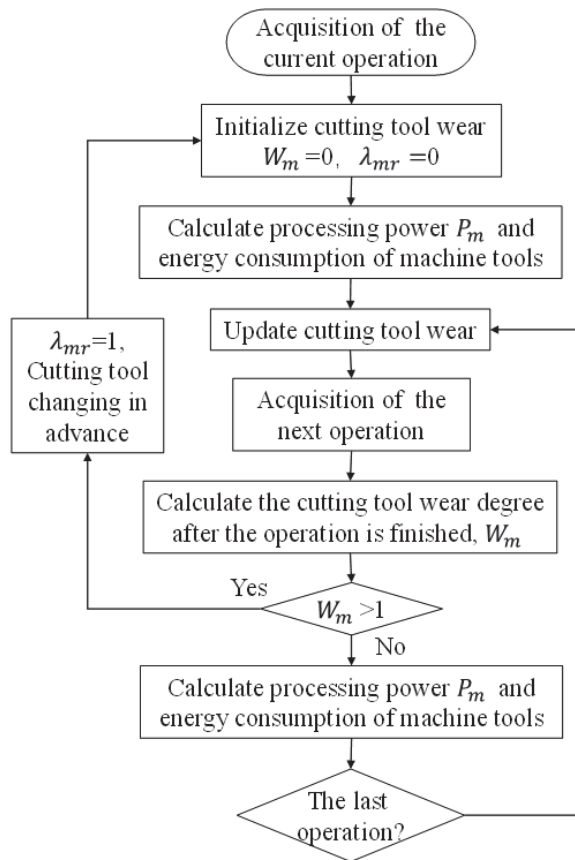 Acquisition of the
current operation
Initialize cutting tool wear
W_m=0, λ_mr=0
Calculate processing power P_m and
energy consumption of machine tools
Update cutting tool wear
λ_mr=1,
Cutting tool
changing in
advance
Acquisition of the
next operation
Calculate the cutting tool wear degree
after the operation is finished, W_m
Yes
W_m >1
No
Calculate processing power P_m and
energy consumption of machine tools
The last
operation?